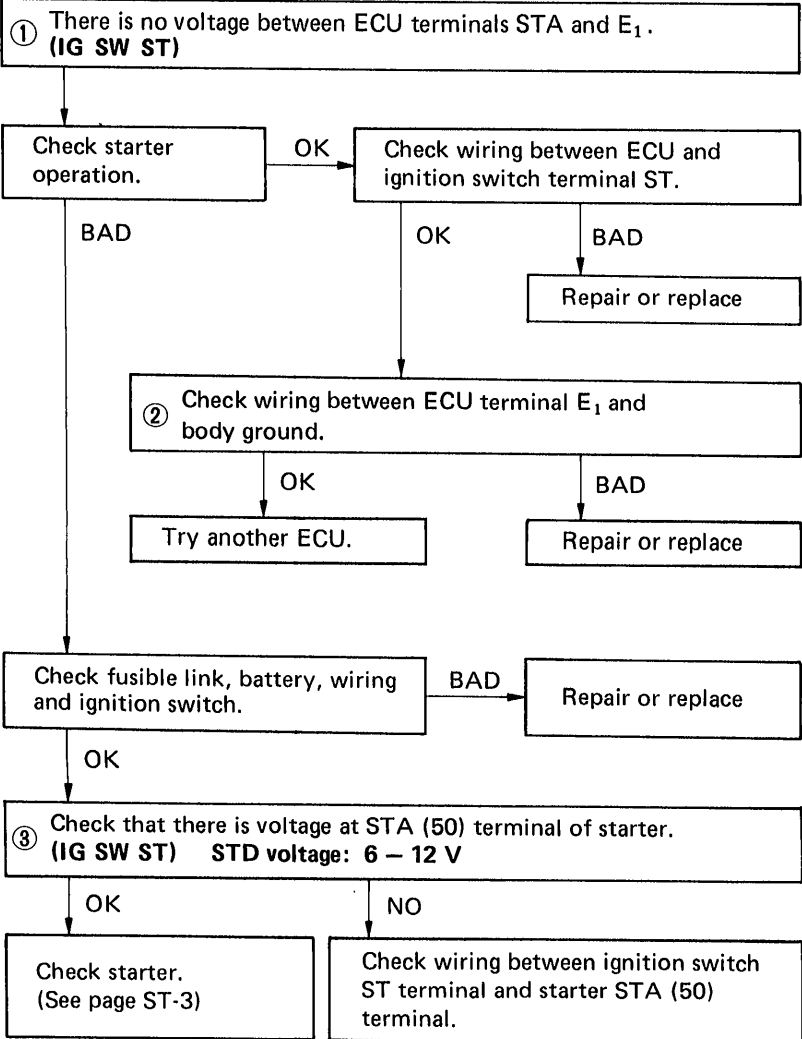 ① There is no voltage between ECU terminals STA and E₁.
(IG SW ST)
Check starter
operation.
OK
Check wiring between ECU and
ignition switch terminal ST.
BAD
OK
BAD
Repair or replace
② Check wiring between ECU terminal E₁ and
body ground.
OK
BAD
Try another ECU.
Repair or replace
Check fusible link, battery, wiring
and ignition switch.
BAD
Repair or replace
OK
③ Check that there is voltage at STA (50) terminal of starter.
(IG SW ST) STD voltage: 6 – 12 V
OK
NO
Check starter.
(See page ST-3)
Check wiring between ignition switch
ST terminal and starter STA (50)
terminal.